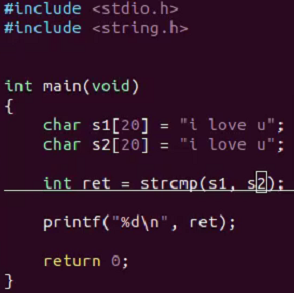 #include <stdio.h>
#include <string.h>
int main(void)
{
    char s1[20] = "i love u";
    char s2[20] = "i love u";
    int ret = strcmp(s1, s2);
    printf("%d\n", ret);
    return 0;
}